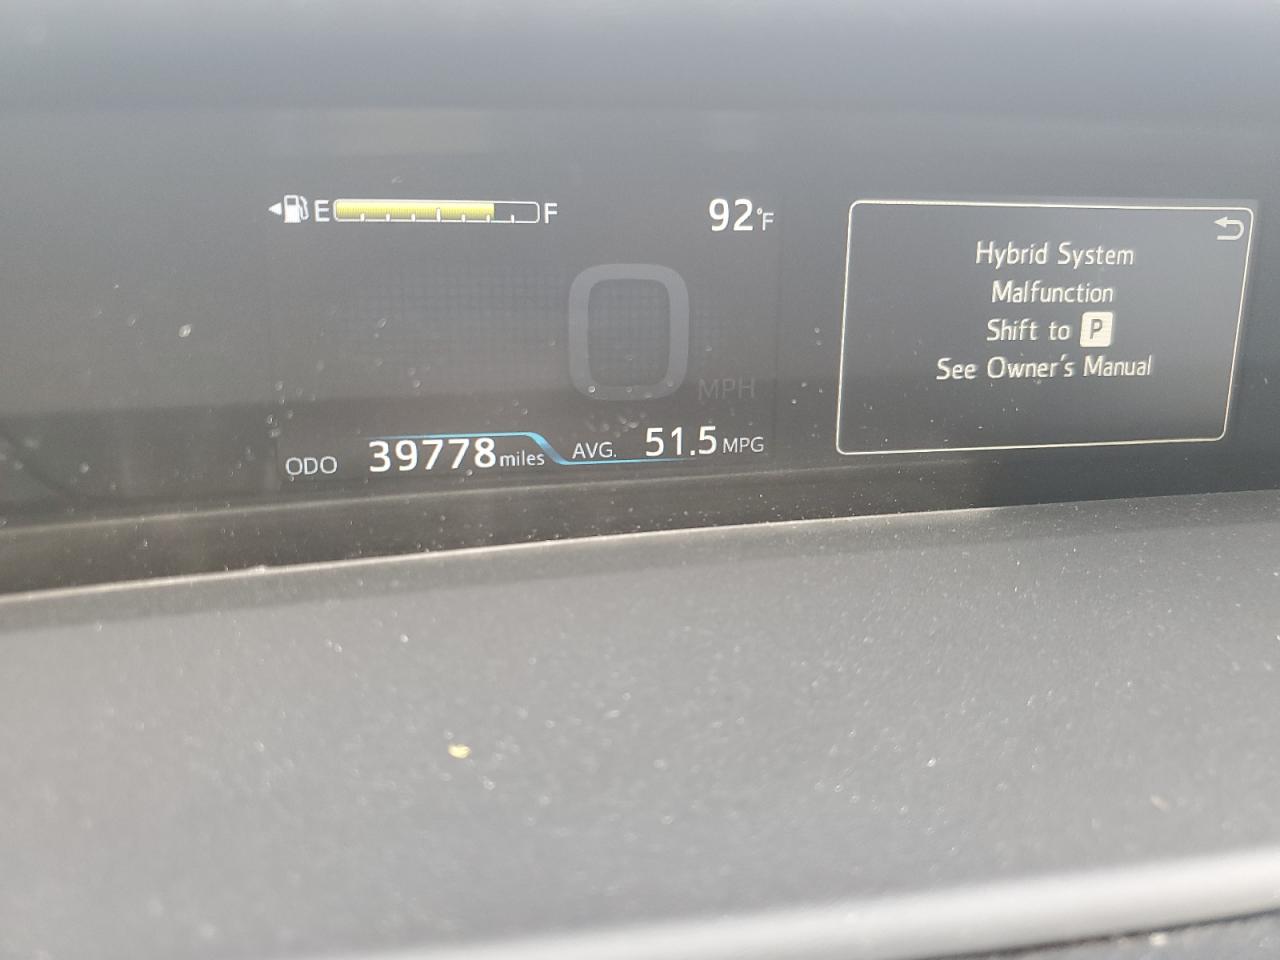 E F
92°F
0
MPH
ODO 39778 miles AVG. 51.5 MPG
Hybrid System
Malfunction
Shift to P
See Owner's Manual